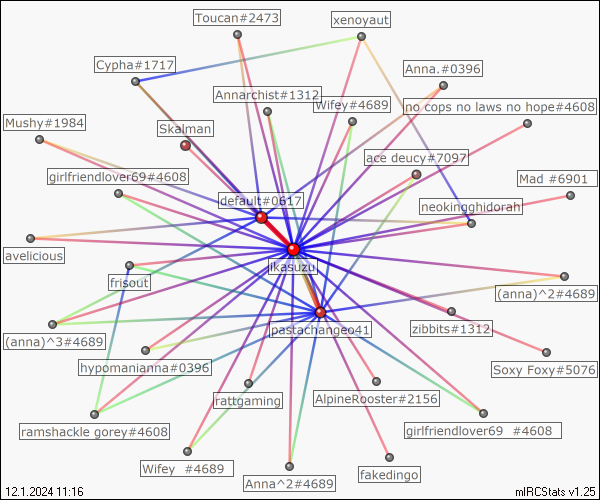 Toucan#2473
xenoyaut
Cypha#1717
Anna.#0396
Annarchist#1312
Wifey#4689
no cops no laws no hope#4608
Mushy#1984
Skalman
ace deucy#7097
girlfriendlover69#4608
Mad #6901
default#0617
neokingghidorah
avelicious
jikasuzu
frisout
(anna)^2#4689
(anna)^3#4689
pastachangeo41
zibbits#1312
hypomanianna#0396
Soxy Foxy#5076
rattgaming
AlpineRooster#2156
ramshackle gorey#4608
girlfriendlover69 #4608
Wifey #4689
Anna^2#4689
fakedingo
12.1.2024 11:16
mIRCStats v1.25